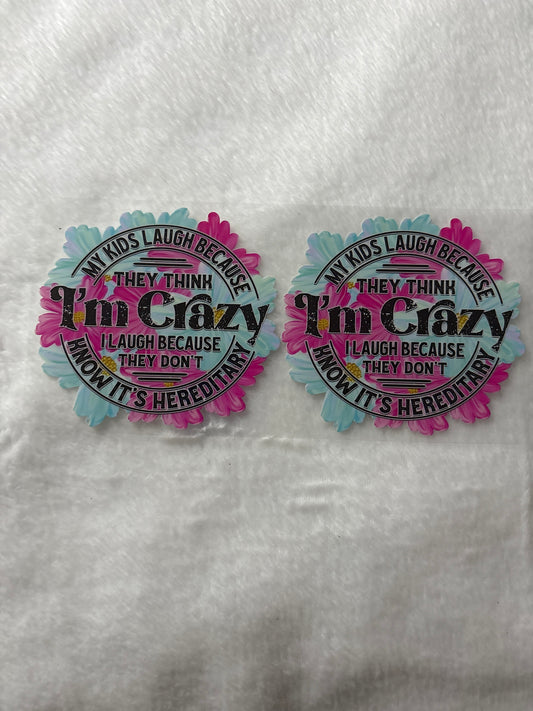 MY KIDS LAUGH BECAUSE
THEY THINK
I'm Crazy
I LAUGH BECAUSE
THEY DON'T
KNOW IT'S HEREDITARY
MY KIDS LAUGH BECAUSE
THEY THINK
I'm Crazy
I LAUGH BECAUSE
THEY DON'T
KNOW IT'S HEREDITARY